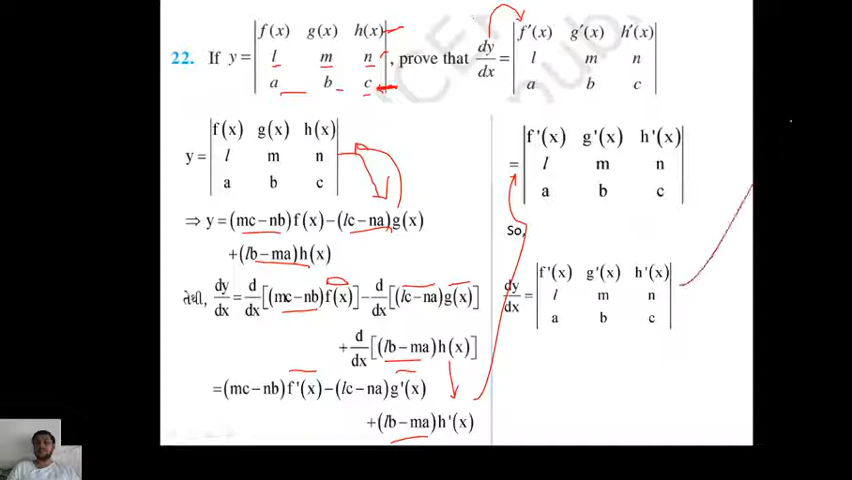 22. If y = | f(x) g(x) h(x) |
| l m n |
| a b c | , prove that dy/dx = | f′(x) g′(x) h′(x) |
| l m n |
| a b c |
y = | f(x) g(x) h(x) |
| l m n |
| a b c |
⇒ y = (mc−nb)f(x)−(lc−na)g(x)
+(lb−ma)h(x)
તેથી, dy/dx = d/dx[(mc−nb)f(x)]−d/dx[(lc−na)g(x)]
+d/dx[(lb−ma)h(x)]
=(mc−nb)f'(x)−(lc−na)g'(x)
+(lb−ma)h'(x)
= | f'(x) g'(x) h'(x) |
| l m n |
| a b c |
So,
dy/dx = | f'(x) g'(x) h'(x) |
| l m n |
| a b c |